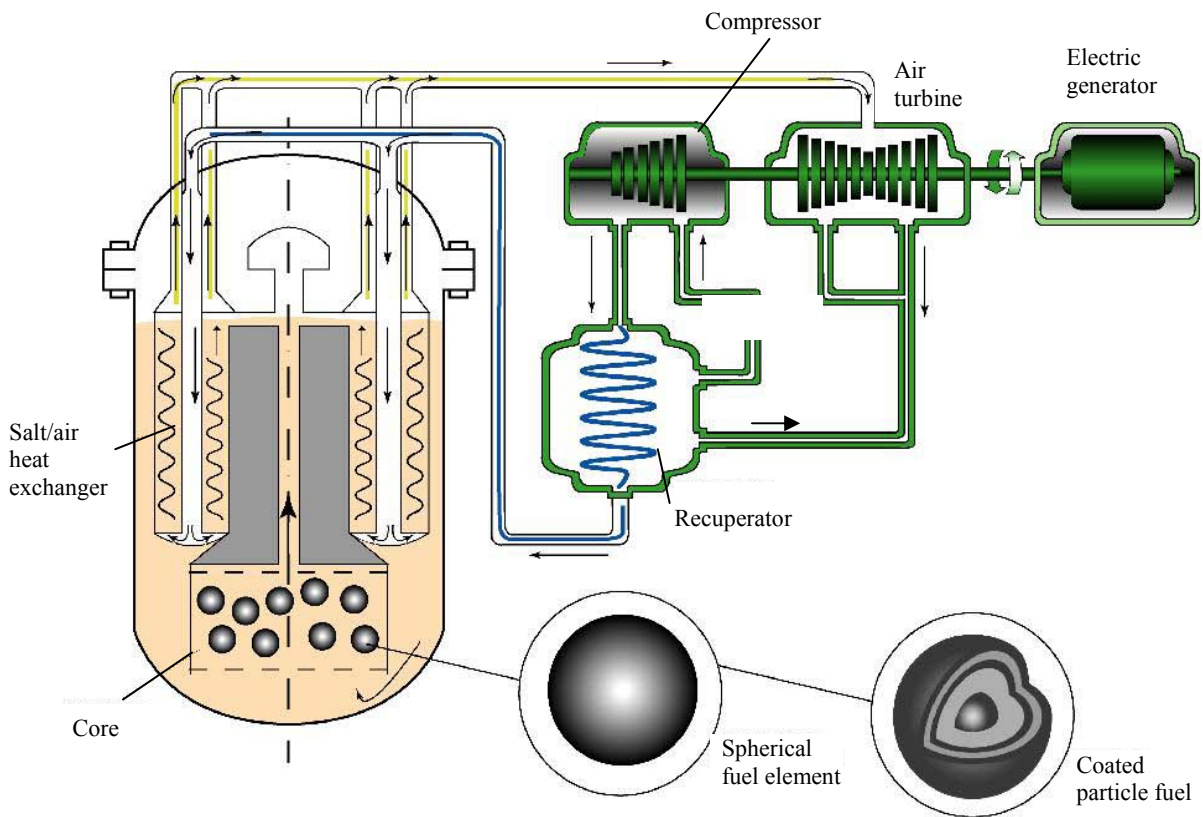 Compressor
Air
turbine
Electric
generator
Salt/air
heat
exchanger
Recuperator
Core
Spherical
fuel element
Coated
particle fuel